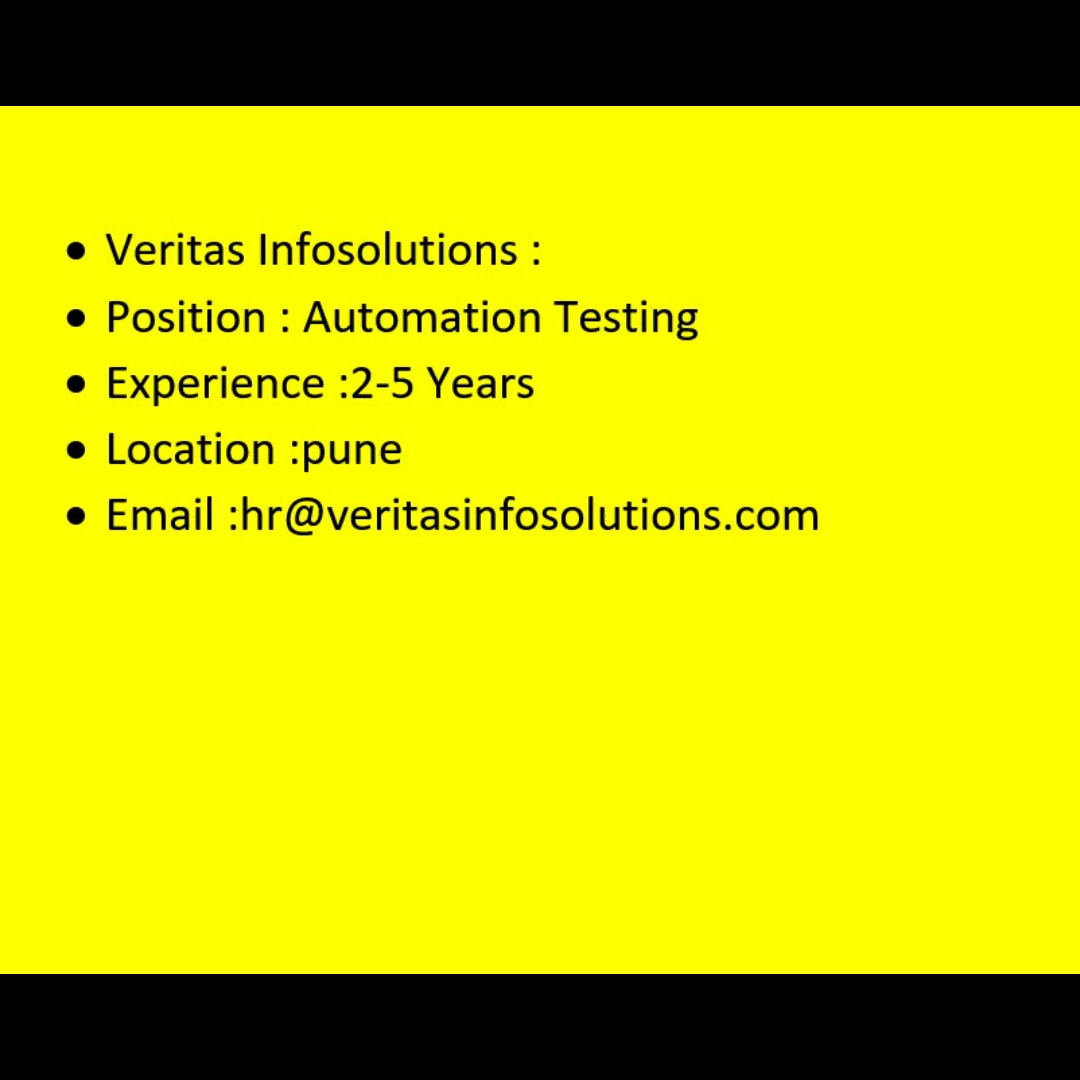 • Veritas Infosolutions :
• Position : Automation Testing
• Experience :2-5 Years
• Location :pune
• Email :hr@veritasinfosolutions.com